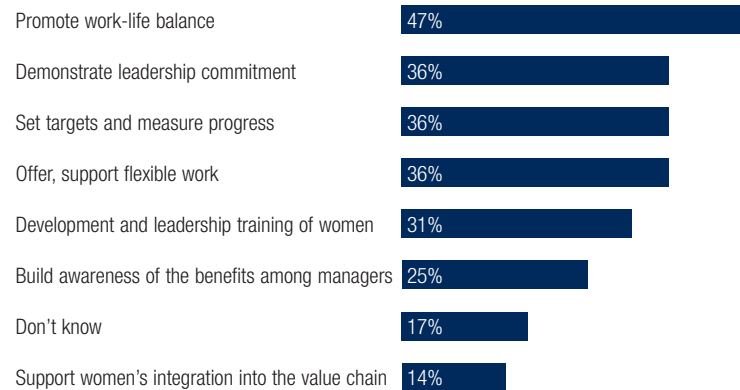 Promote work-life balance 47%
Demonstrate leadership commitment 36%
Set targets and measure progress 36%
Offer, support flexible work 36%
Development and leadership training of women 31%
Build awareness of the benefits among managers 25%
Don’t know 17%
Support women’s integration into the value chain 14%